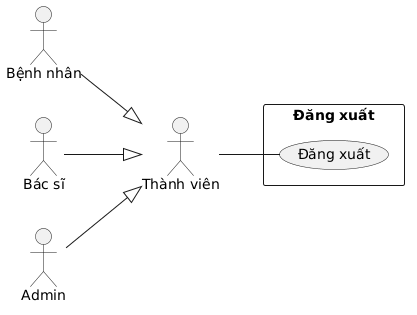 Bệnh nhân
Đăng xuất
Đăng xuất
Bác sĩ
Thành viên
Admin